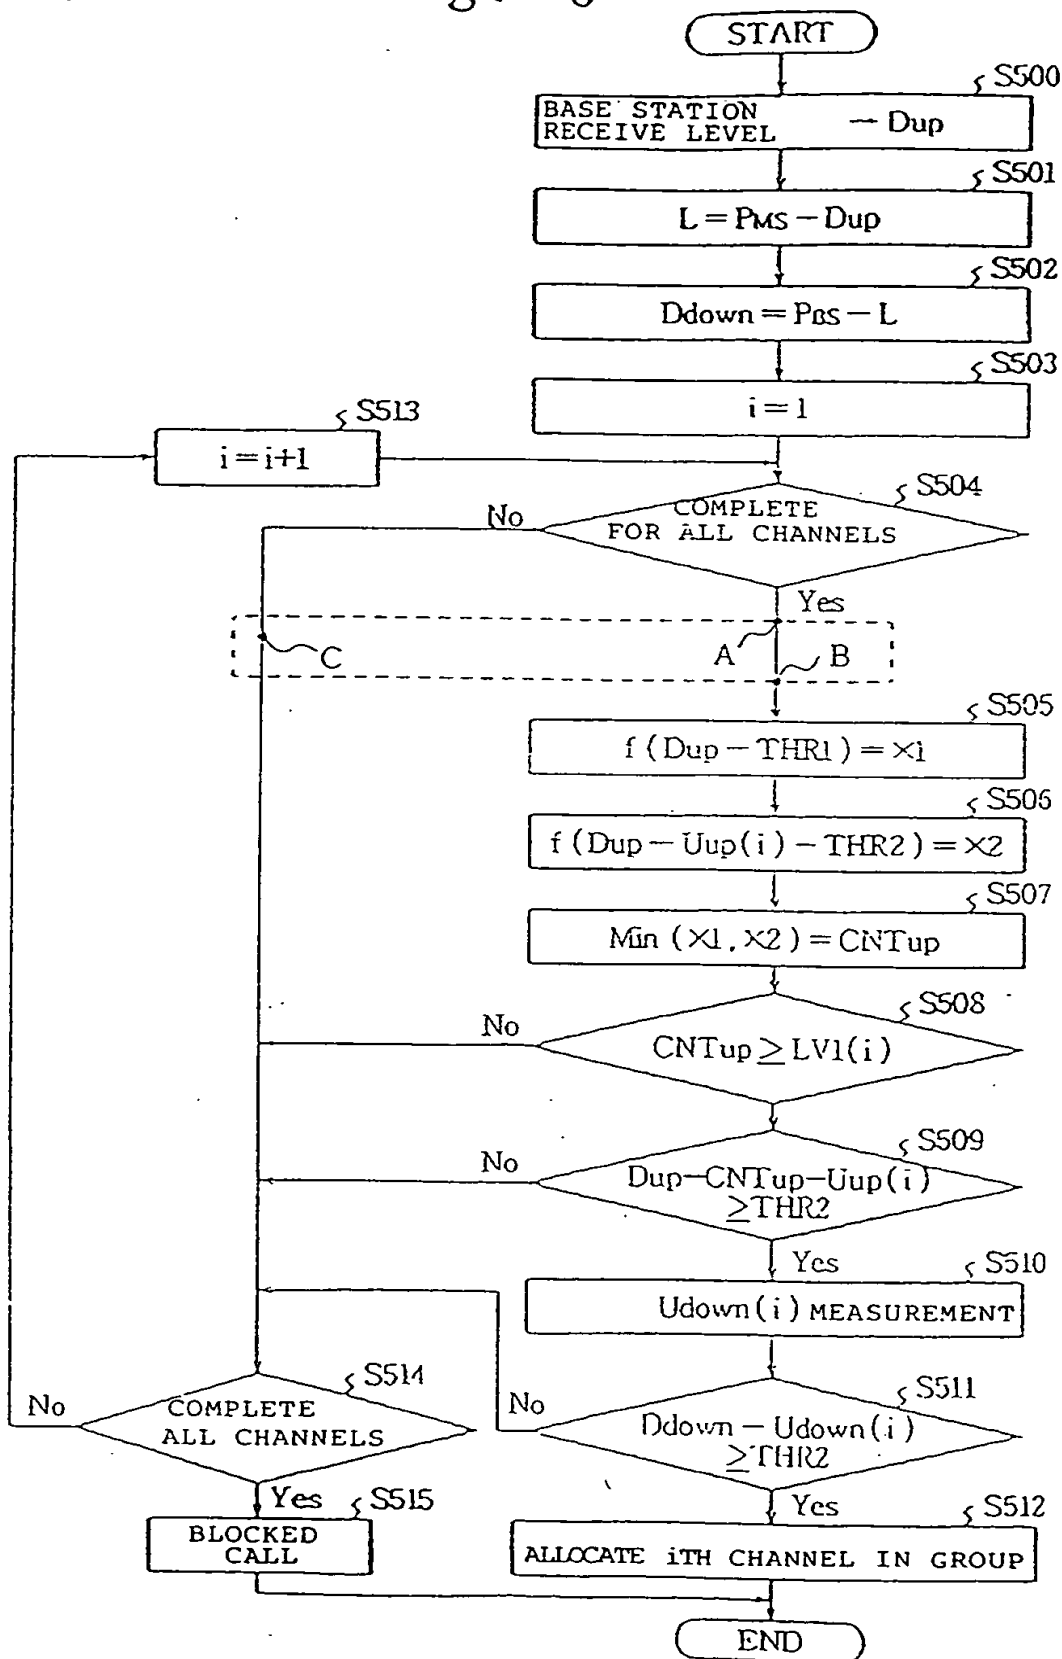 START
S500
BASE STATION
RECEIVE LEVEL → Dup
S501
L = PMS − Dup
S502
Ddown = PBS − L
S503
i = 1
S513
i = i+1
S504
COMPLETE
FOR ALL CHANNELS
No
Yes
C
A
B
S505
f (Dup − THR1) = X1
S506
f (Dup − Uup(i) − THR2) = X2
S507
Min (X1, X2) = CNTup
S508
No
CNTup ≥ LV1(i)
S509
No
Dup−CNTup−Uup(i)
≥THR2
Yes
S510
Udown(i) MEASUREMENT
S514
No
COMPLETE
ALL CHANNELS
S511
No
Ddown − Udown(i)
≥THR2
Yes
S515
BLOCKED
CALL
Yes
S512
ALLOCATE iTH CHANNEL IN GROUP
END